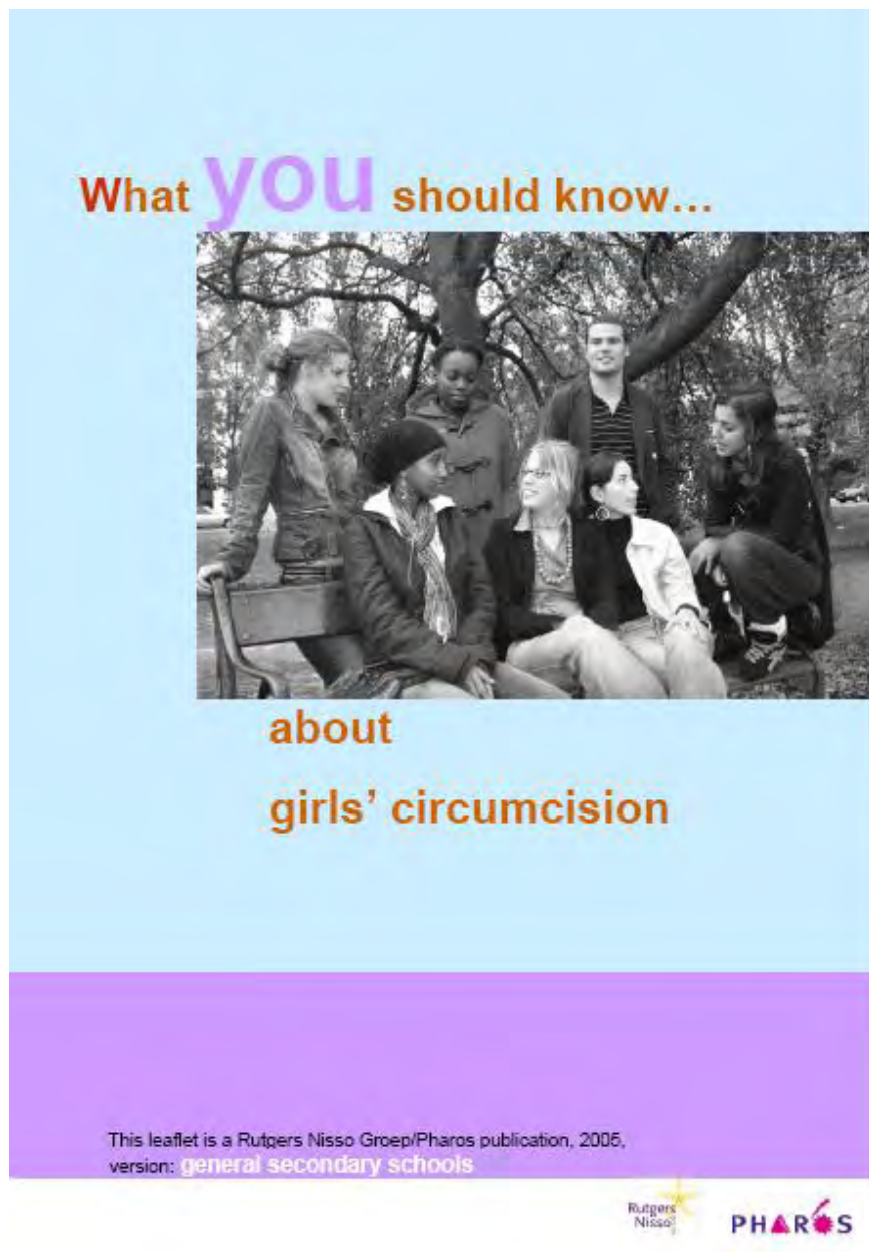 What you should know...
about
girls' circumcision
This leaflet is a Rutgers Nisso Groep/Pharos publication, 2005,
version: general secondary schools
Rutgers
Nisso
PHAROS